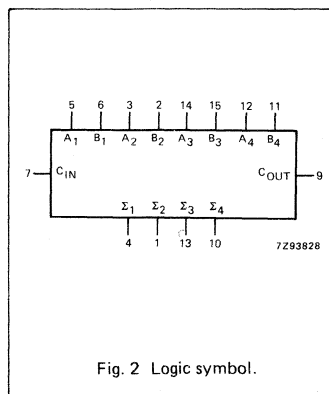 5 6 3 2 14 15 12 11
A1 B1 A2 B2 A3 B3 A4 B4
7 CIN COUT 9
Σ1 Σ2 Σ3 Σ4
4 1 13 10
7Z93828
Fig. 2 Logic symbol.